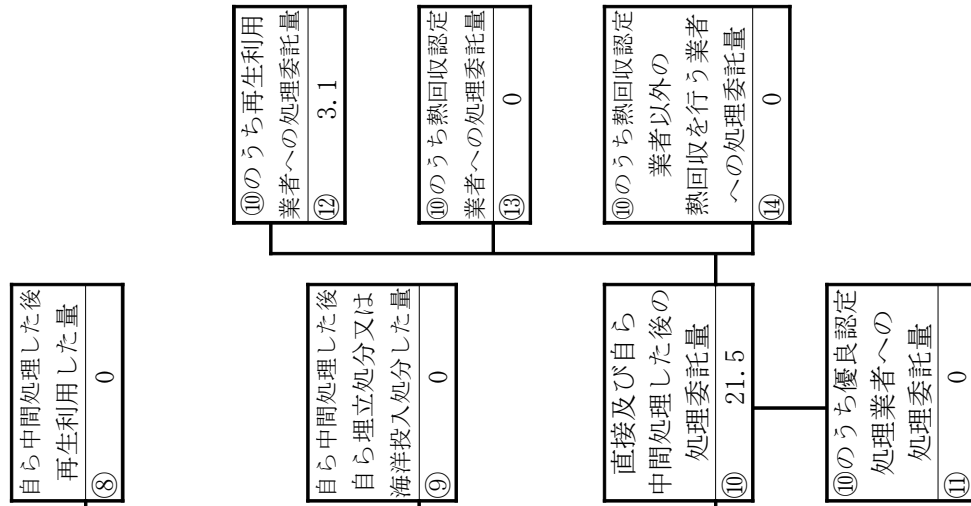 自ら中間処理した後
再生利用した量
⑧ 0
自ら中間処理した後
自ら埋立処分又は
海洋投入処分した量
⑨ 0
直接及び自ら
中間処理した後の
処理委託量
⑩ 21.5
⑩のうち優良認定
処理業者への
処理委託量
⑪ 0
⑩のうち再生利用
業者への処理委託量
⑫ 3.1
⑩のうち熱回収認定
業者への処理委託量
⑬ 0
⑩のうち熱回収認定
業者以外の
熱回収を行う業者
への処理委託量
⑭ 0